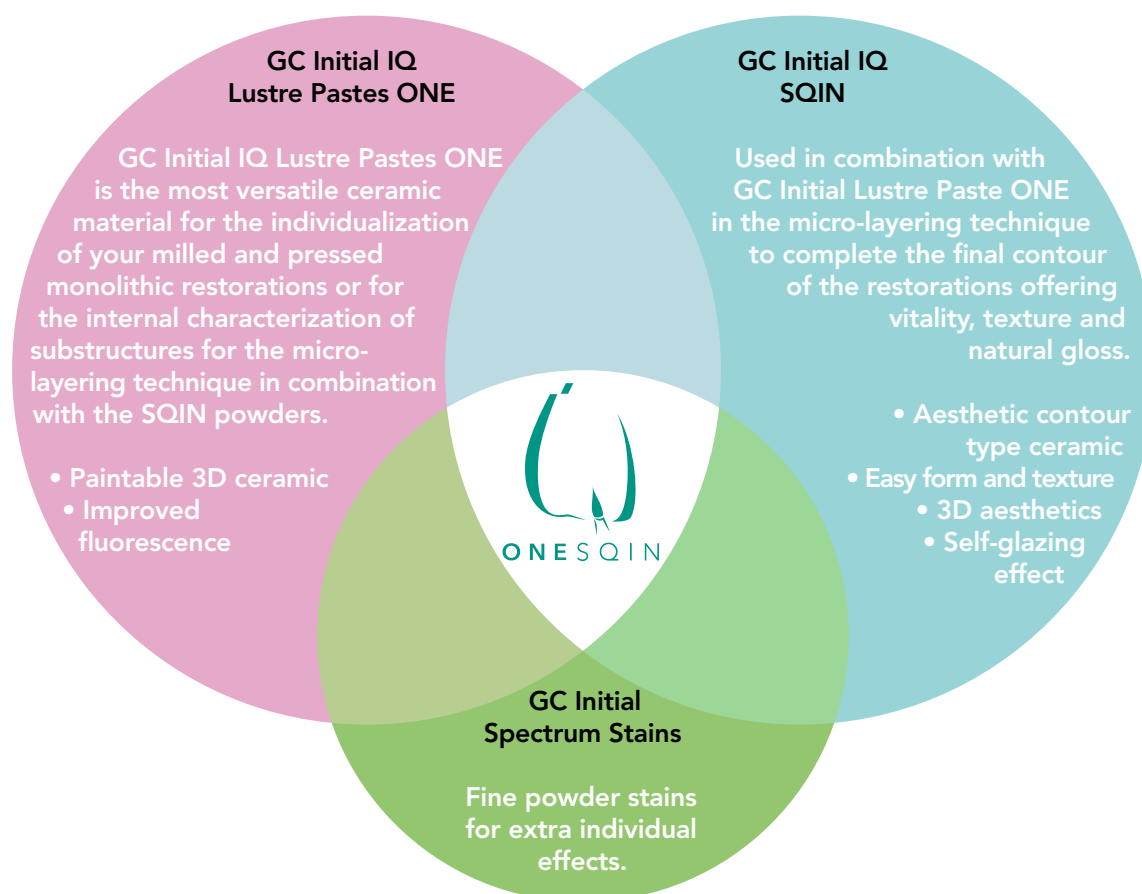 GC Initial IQ
Lustre Pastes ONE
GC Initial IQ Lustre Pastes ONE
is the most versatile ceramic
material for the individualization
of your milled and pressed
monolithic restorations or for
the internal characterization of
substructures for the micro-
layering technique in combination
with the SQIN powders.
• Paintable 3D ceramic
• Improved
fluorescence
GC Initial IQ
SQIN
Used in combination with
GC Initial Lustre Paste ONE
in the micro-layering technique
to complete the final contour
of the restorations offering
vitality, texture and
natural gloss.
• Aesthetic contour
type ceramic
• Easy form and texture
• 3D aesthetics
• Self-glazing
effect
ONESQIN
GC Initial
Spectrum Stains
Fine powder stains
for extra individual
effects.